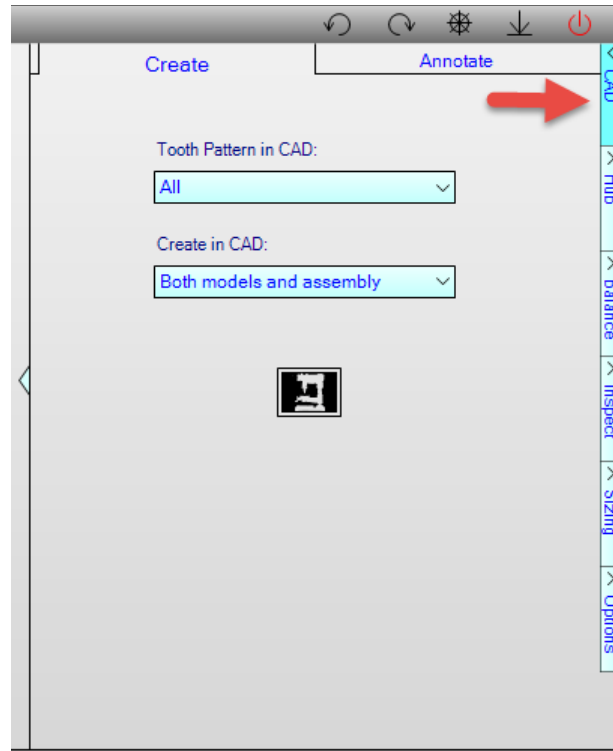 Create
Annotate
Tooth Pattern in CAD:
All
Create in CAD:
Both models and assembly
CAD
Hub
Balance
Inspect
Sizing
Options